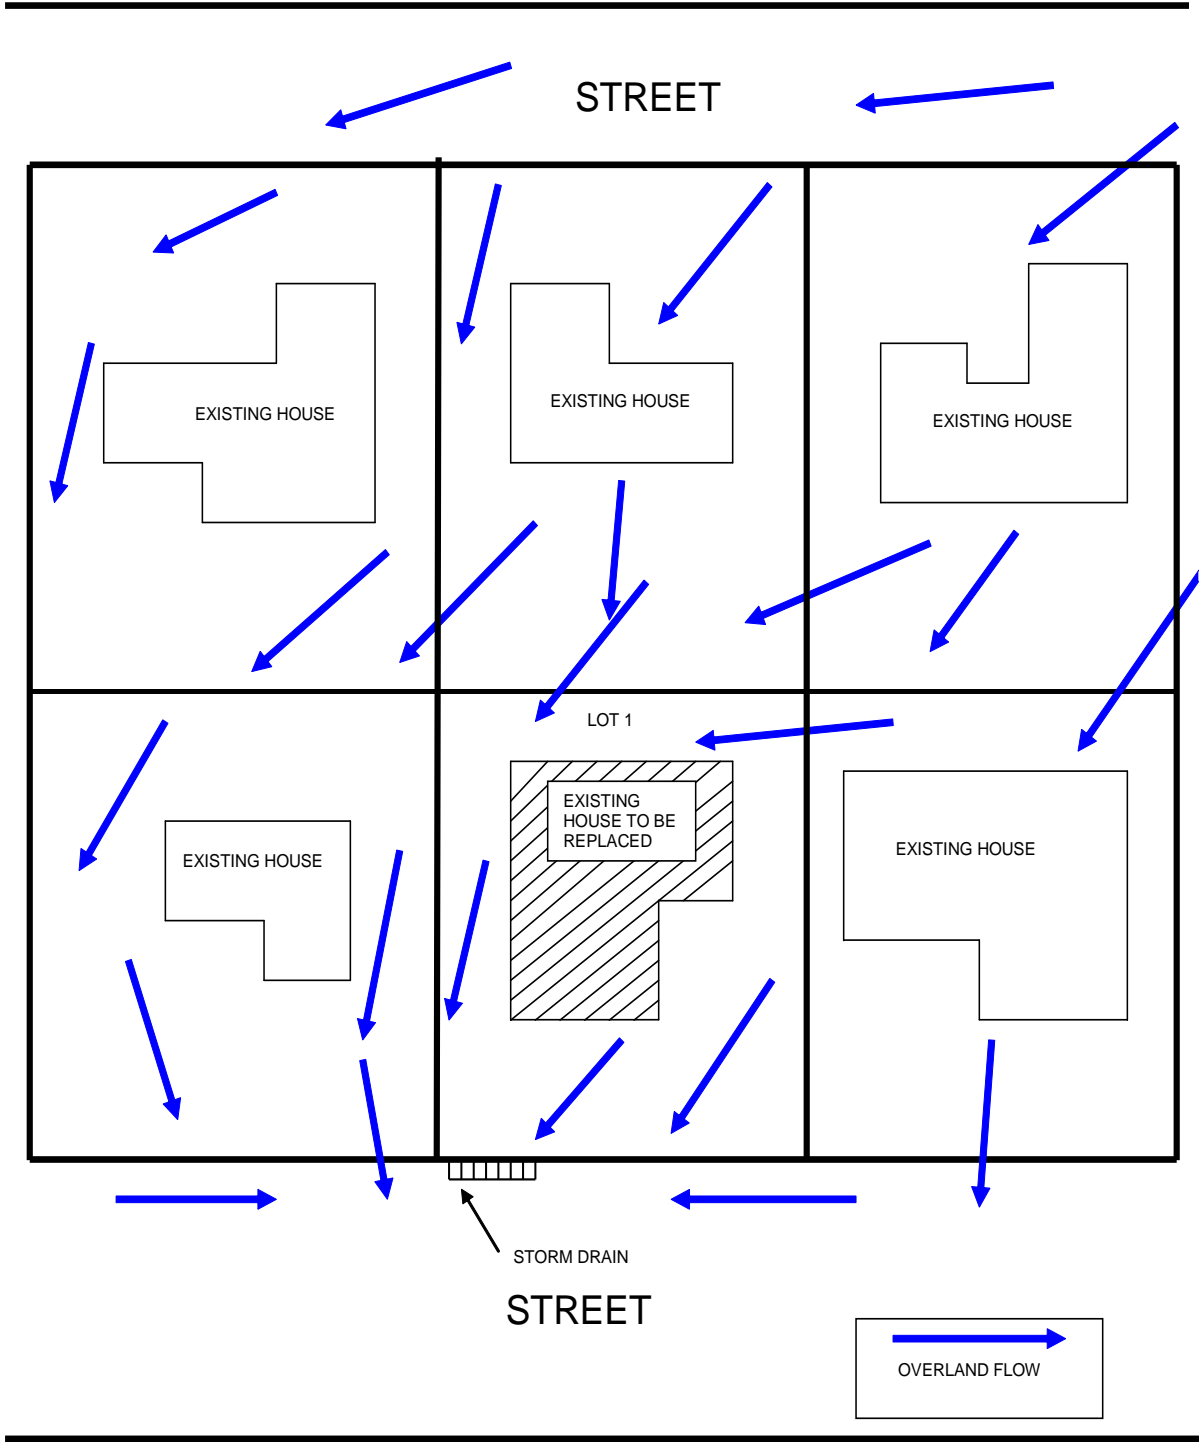 STREET
EXISTING HOUSE
EXISTING HOUSE
EXISTING HOUSE
LOT 1
EXISTING
HOUSE TO BE
REPLACED
EXISTING HOUSE
EXISTING HOUSE
STORM DRAIN
STREET
OVERLAND FLOW